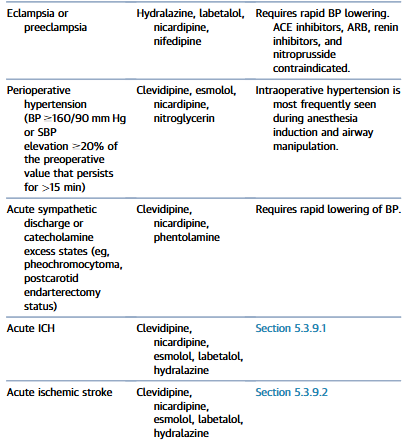 Eclampsia or
preeclampsia
Hydralazine, labetalol,
nicardipine,
nifedipine
Requires rapid BP lowering.
ACE inhibitors, ARB, renin
inhibitors, and
nitroprusside
contraindicated.
Perioperative
hypertension
(BP ≥160/90 mm Hg
or SBP
elevation ≥20% of
the preoperative
value that persists
for >15 min)
Clevidipine, esmolol,
nicardipine,
nitroglycerin
Intraoperative hypertension is
most frequently seen
during anesthesia
induction and airway
manipulation.
Acute sympathetic
discharge or
catecholamine
excess states (eg,
pheochromocytoma,
postcarotid
endarterectomy
status)
Clevidipine,
nicardipine,
phentolamine
Requires rapid lowering of BP.
Acute ICH
Clevidipine,
nicardipine,
esmolol, labetalol,
hydralazine
Section 5.3.9.1
Acute ischemic stroke
Clevidipine,
nicardipine,
esmolol, labetalol,
hydralazine
Section 5.3.9.2